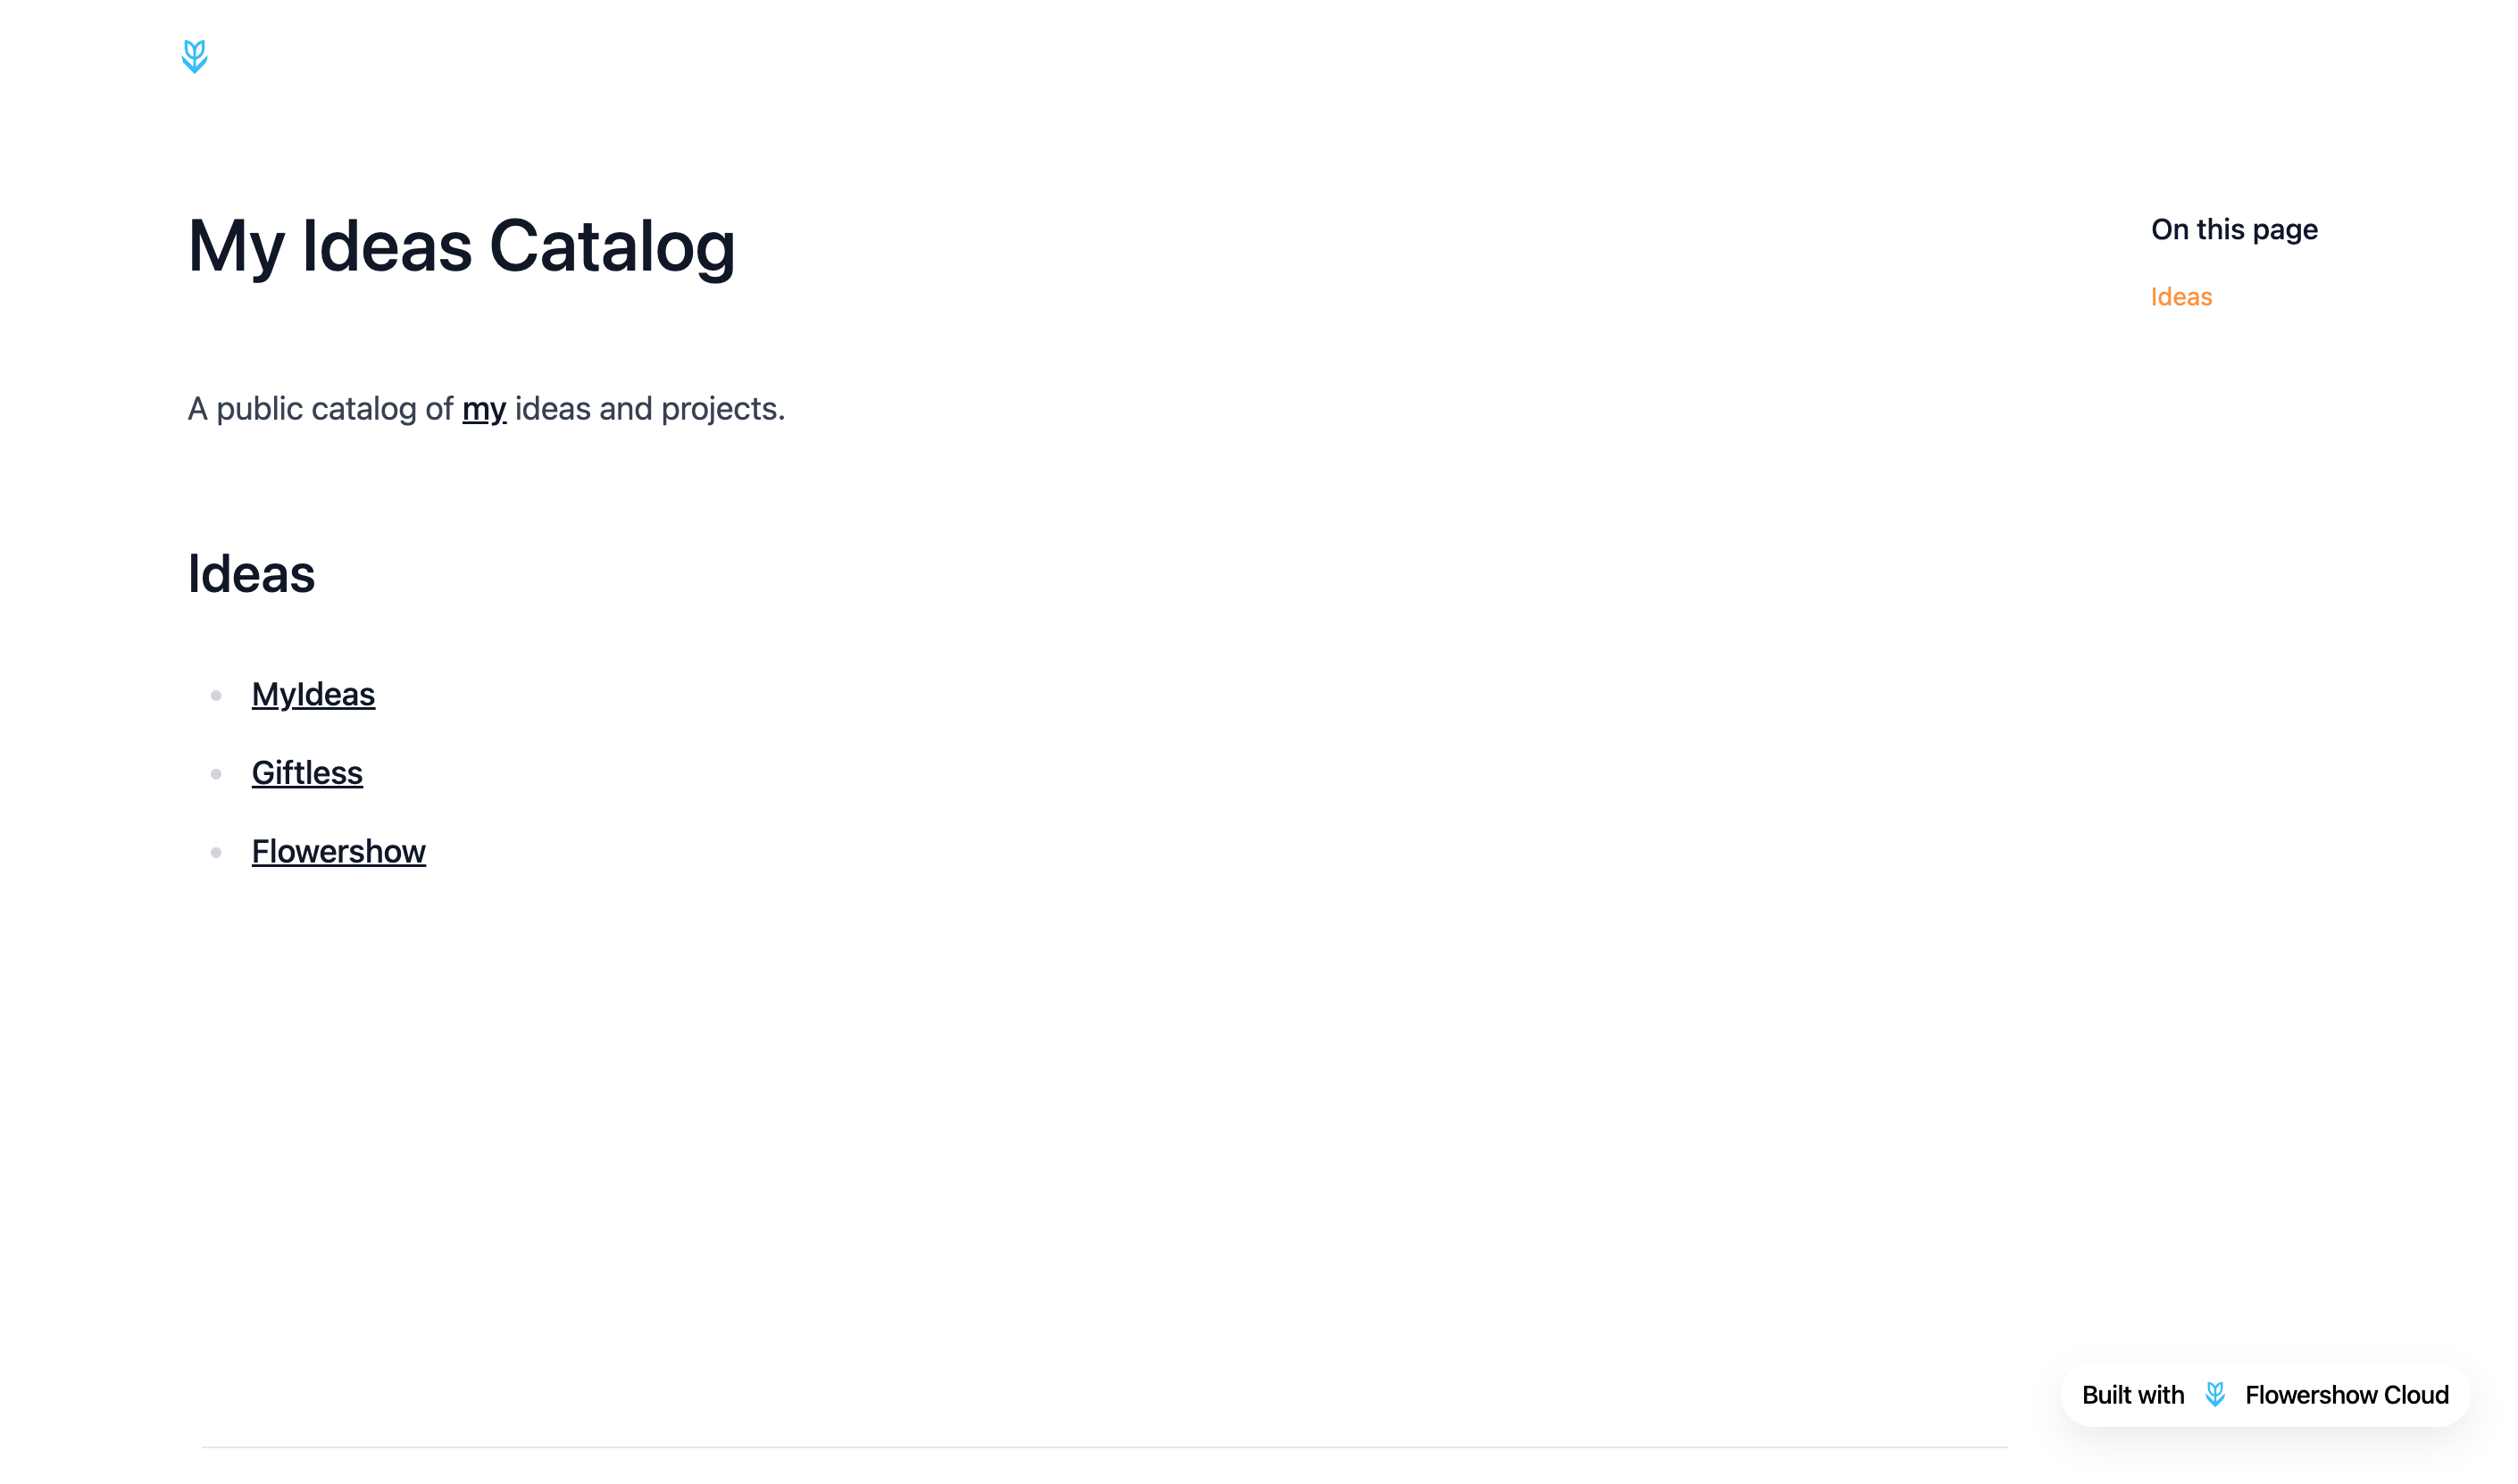 My Ideas Catalog
A public catalog of my ideas and projects.
Ideas
MyIdeas
Giftless
Flowershow
On this page
Ideas
Built with Flowershow Cloud